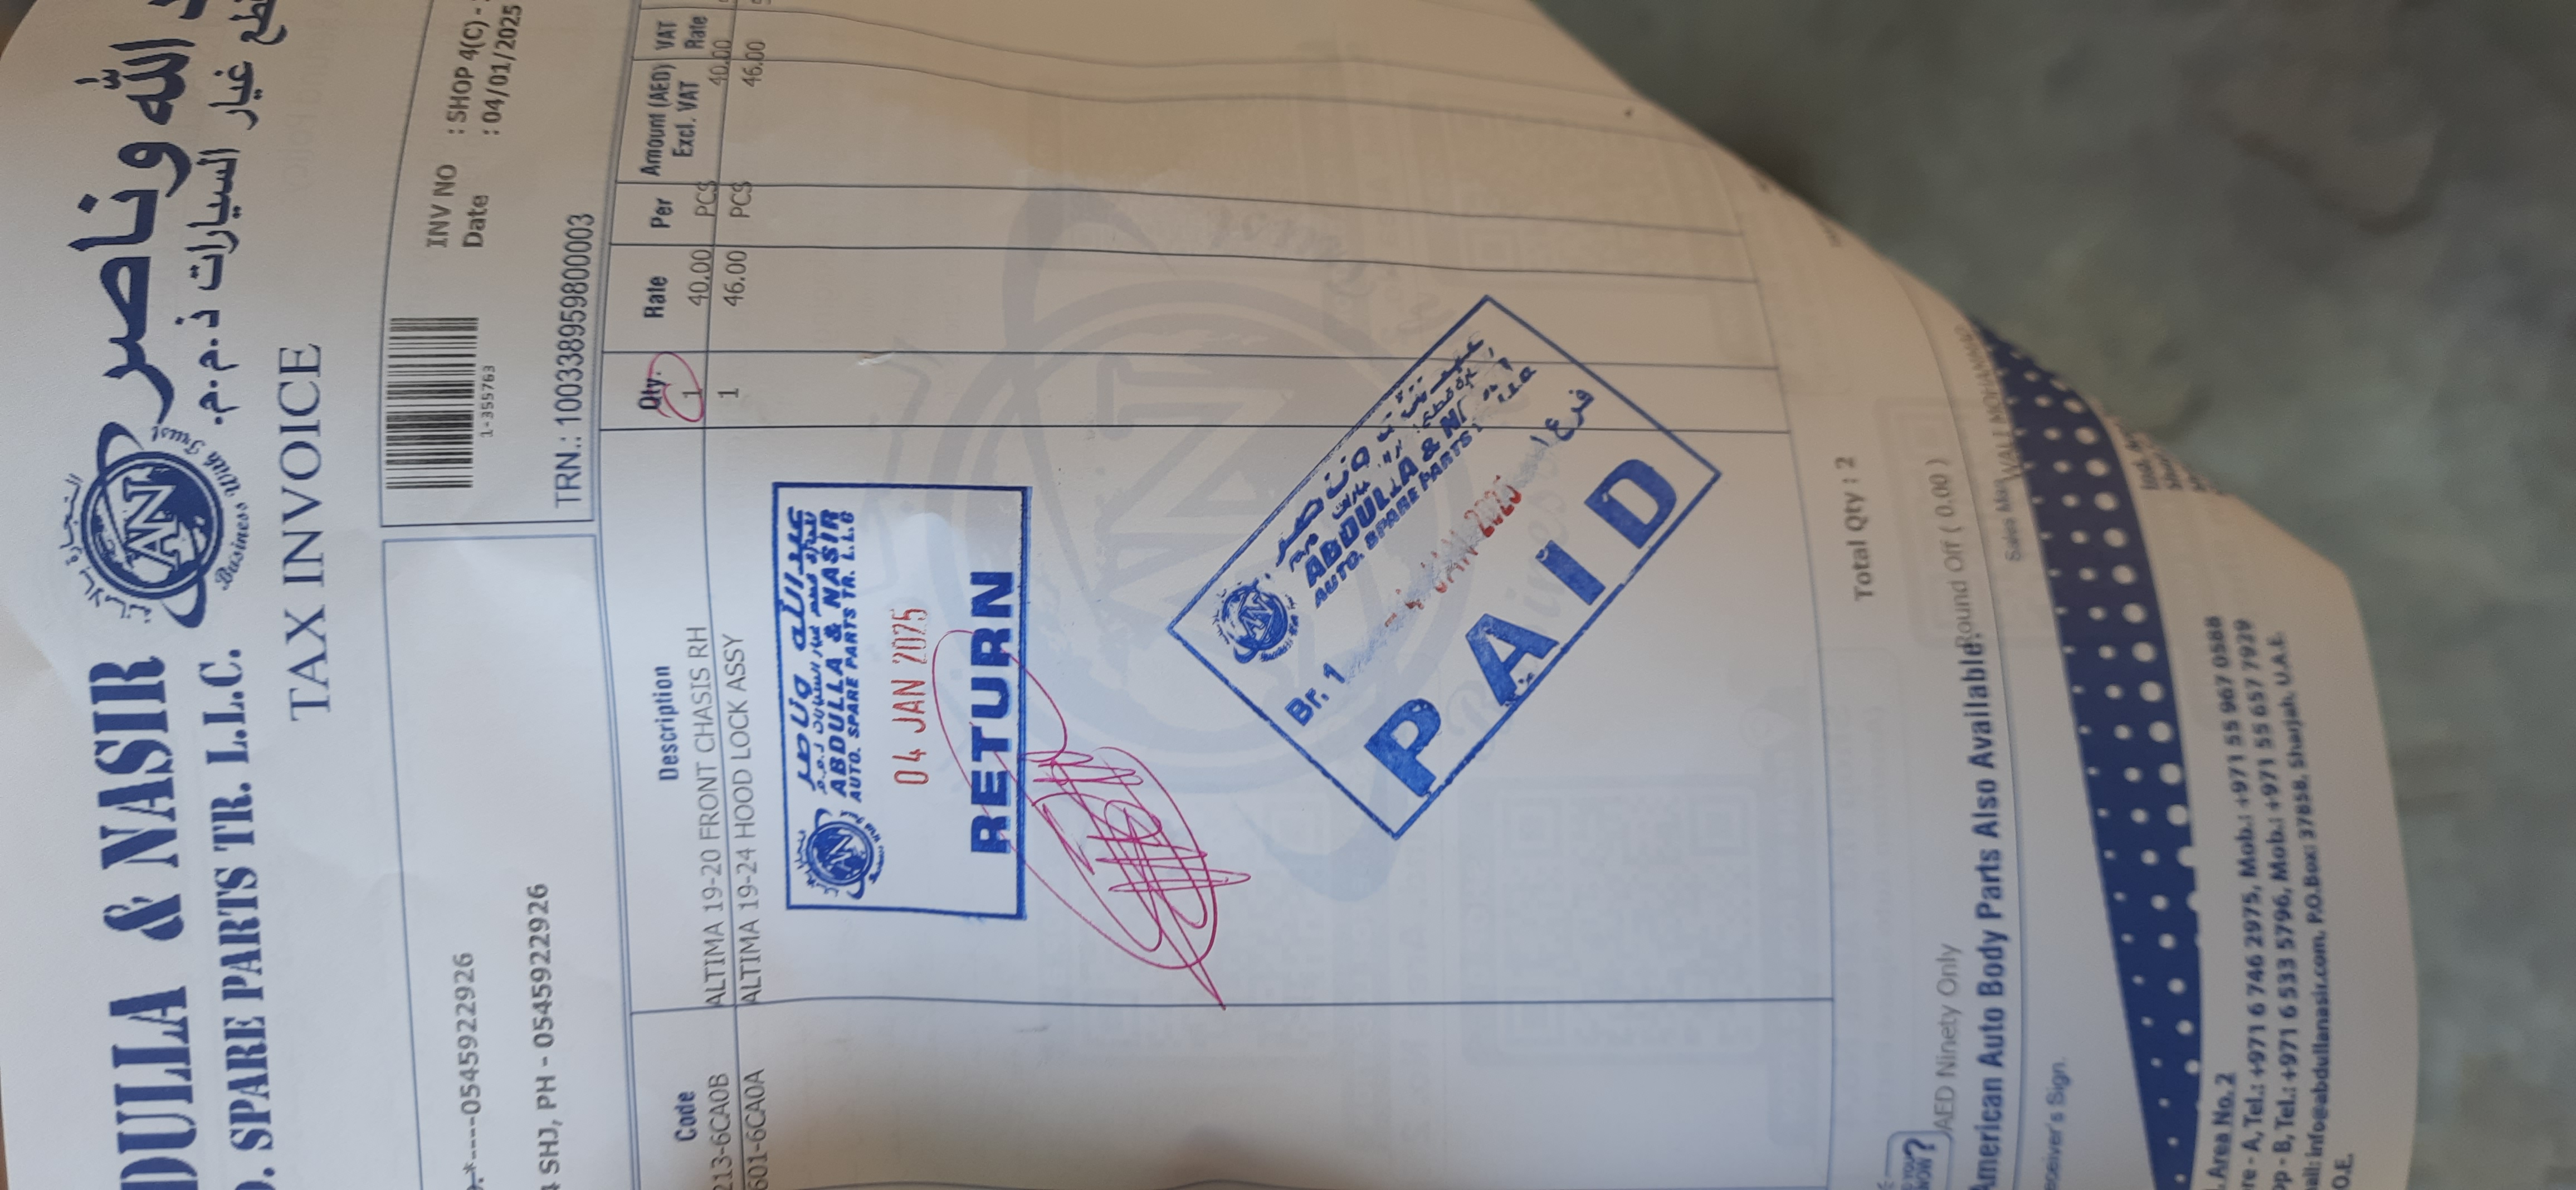 DULLA & NASIR
الله وناصر
SPARE PARTS TR. L.L.C.
غيار السيارات ذ.م.م.
AN
Business With Trust
TAX INVOICE
INV NO : SHOP 4(C) -
Date : 04/01/2025
1-355763
-----0545922926
SHJ, PH - 0545922926
TRN.: 100338959800003
Code Description Qty. Rate Per Amount (AED) Excl. VAT VAT Rate
213-6CA0B ALTIMA 19-20 FRONT CHASIS RH 1 40.00 PCS 40.00
601-6CA0A ALTIMA 19-24 HOOD LOCK ASSY 1 46.00 PCS 46.00
عبدالله وناصر
ABDULLA & NASIR
AUTO. SPARE PARTS TR. L.L.C
04 JAN 2025
RETURN
ABDULLA &
AUTO. SPARE PARTS
Br. 1
JAN 2025
فرع
PAID
Total Qty : 2
AED Ninety Only
Round Off ( 0.00 )
American Auto Body Parts Also Available.
Sales Man
Receiver's Sign.
Area No. 2
- A, Tel.: +971 6 746 2975, Mob.: +971 55 967 0588
- B, Tel.: +971 6 533 5796, Mob.: +971 55 657 7929
info@abdullanasir.com, P.O.Box: 37858, Sharjah, U.A.E.